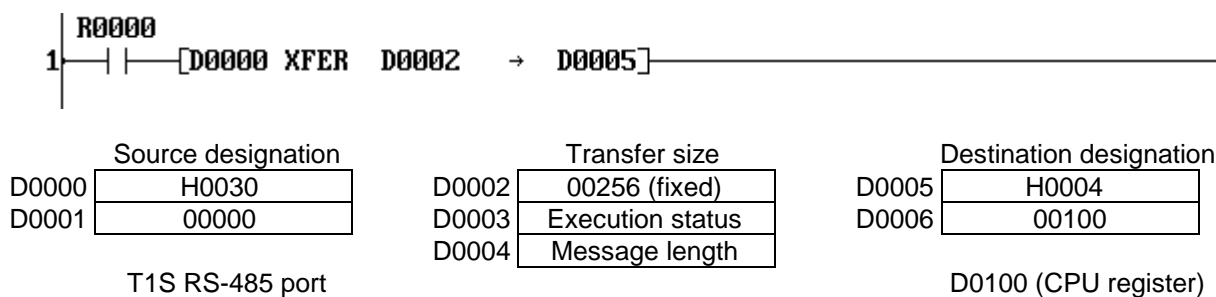 R0000
1 [D0000 XFER D0002 → D0005]
Source designation Transfer size Destination designation
D0000 H0030 D0002 00256 (fixed) D0005 H0004
D0001 00000 D0003 Execution status D0006 00100
D0004 Message length
T1S RS-485 port D0100 (CPU register)